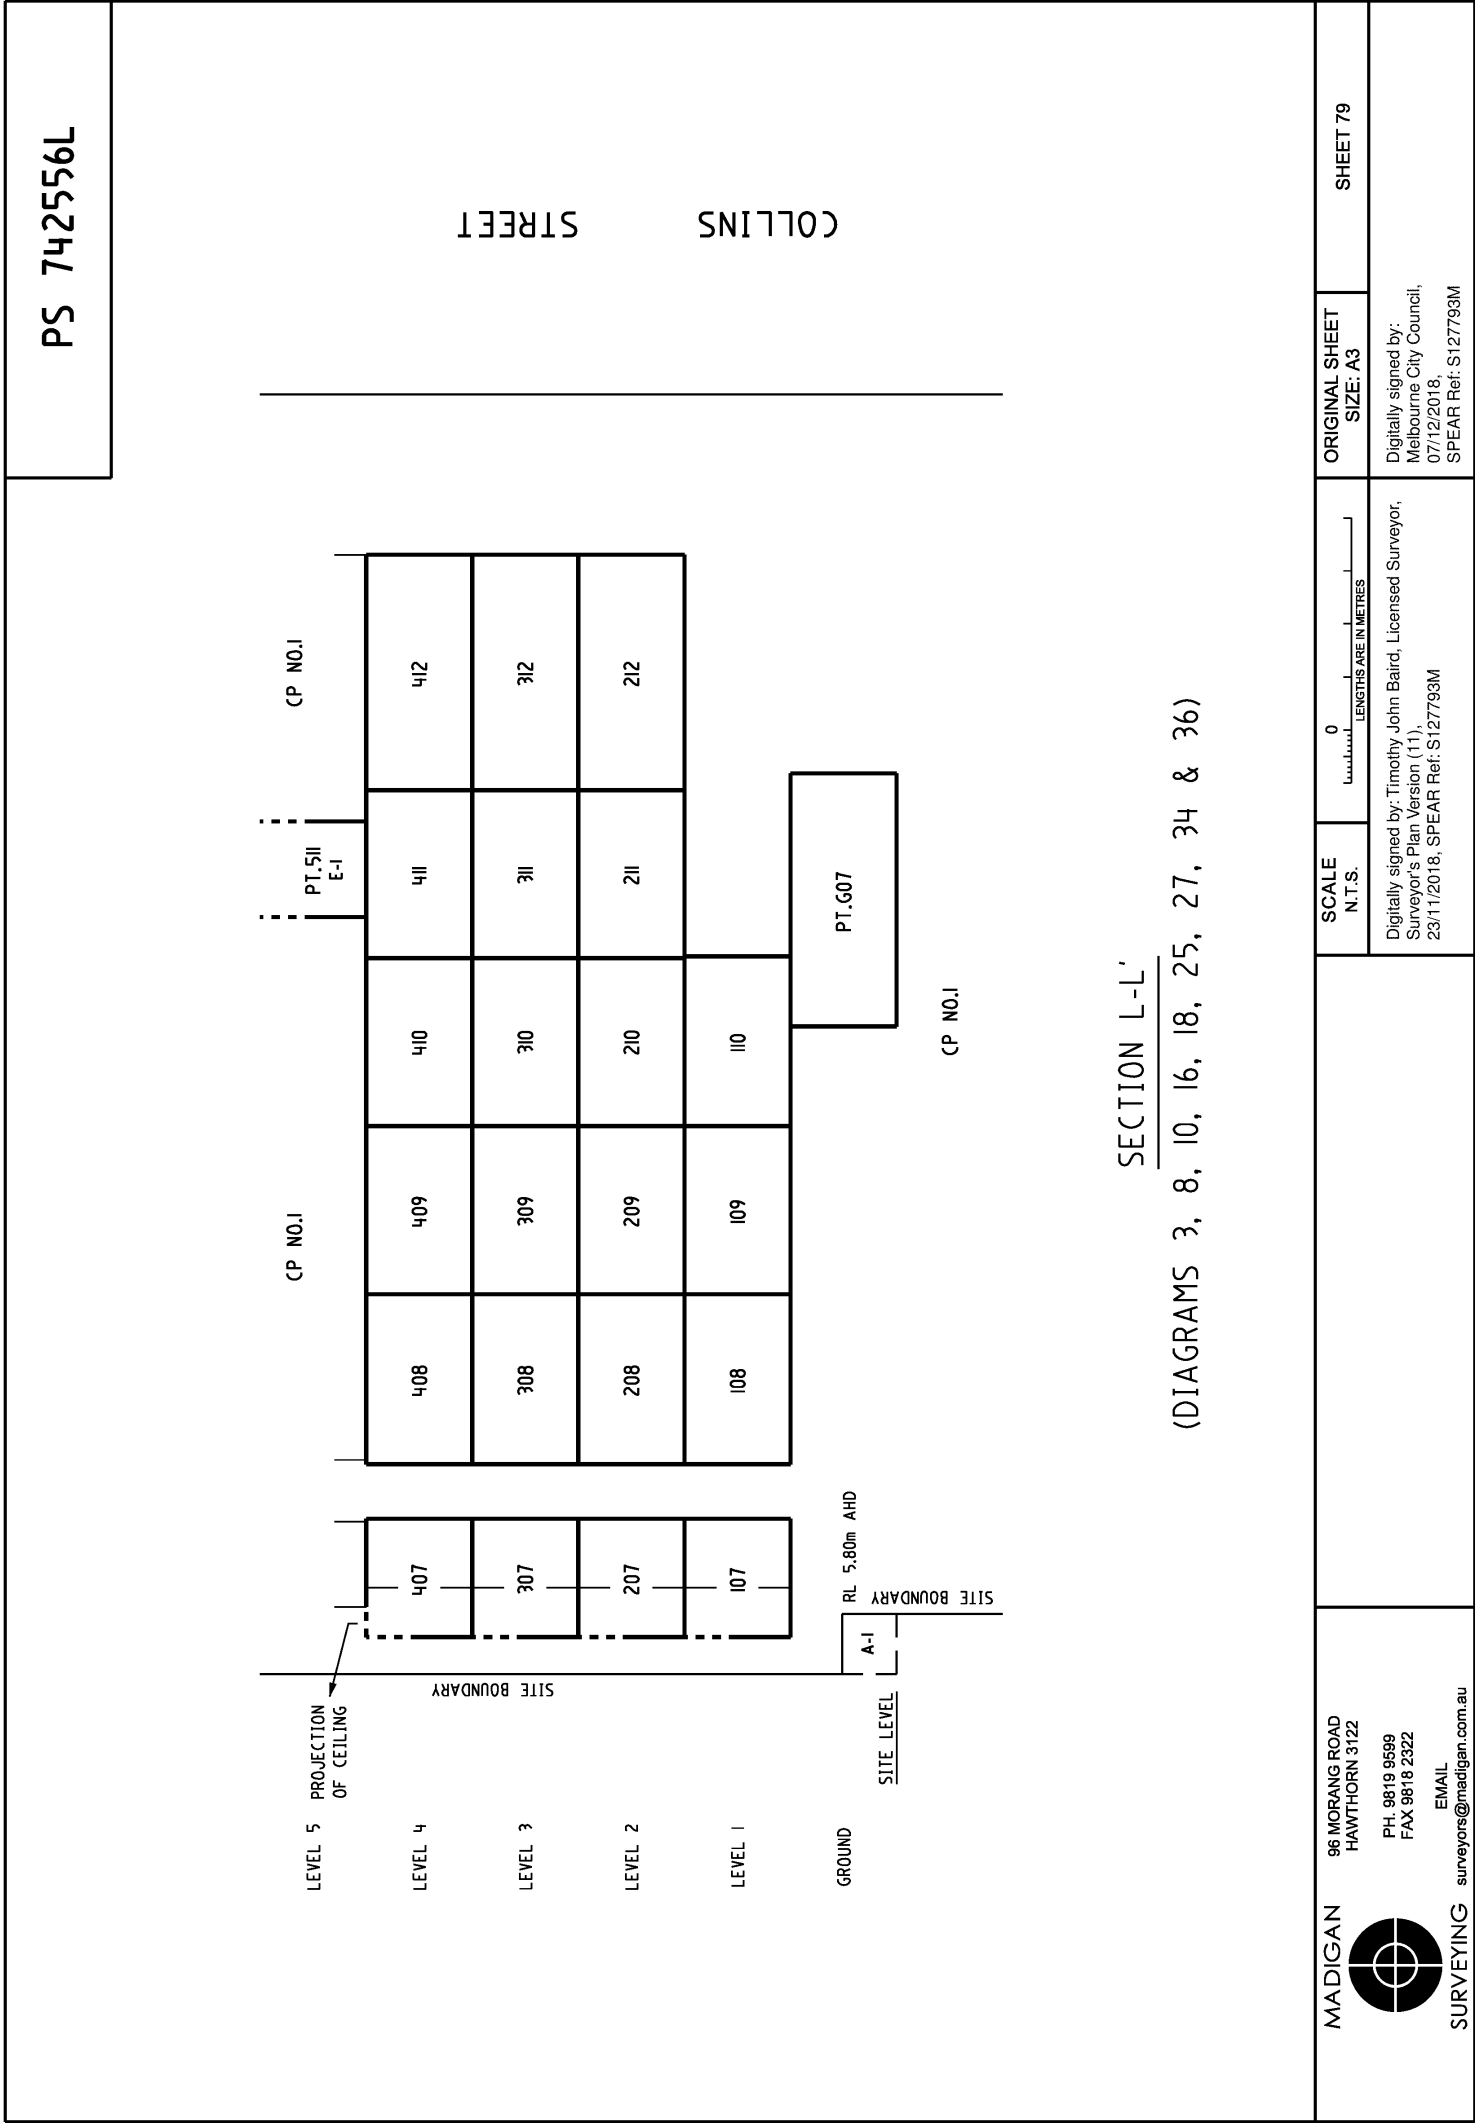 PS 742556L
LEVEL 5
PROJECTION
OF CEILING
CP NO.1
PT.511
E-1
CP NO.1
LEVEL 4
407
408
409
410
411
412
LEVEL 3
307
308
309
310
311
312
LEVEL 2
207
208
209
210
211
212
LEVEL 1
107
108
109
110
GROUND
RL 5.80m AHD
PT.G07
SITE BOUNDARY
SITE BOUNDARY
A-1
SITE LEVEL
CP NO.1
COLLINS STREET
SECTION L-L'
(DIAGRAMS 3, 8, 10, 16, 18, 25, 27, 34 & 36)
MADIGAN
SURVEYING
96 MORANG ROAD
HAWTHORN 3122
PH. 9819 9599
FAX 9818 2322
EMAIL
surveyors@madigan.com.au
SCALE
N.T.S.
0
LENGTHS ARE IN METRES
ORIGINAL SHEET
SIZE: A3
SHEET 79
Digitally signed by: Timothy John Baird, Licensed Surveyor,
Surveyor's Plan Version (11),
23/11/2018, SPEAR Ref: S127793M
Digitally signed by:
Melbourne City Council,
07/12/2018,
SPEAR Ref: S127793M